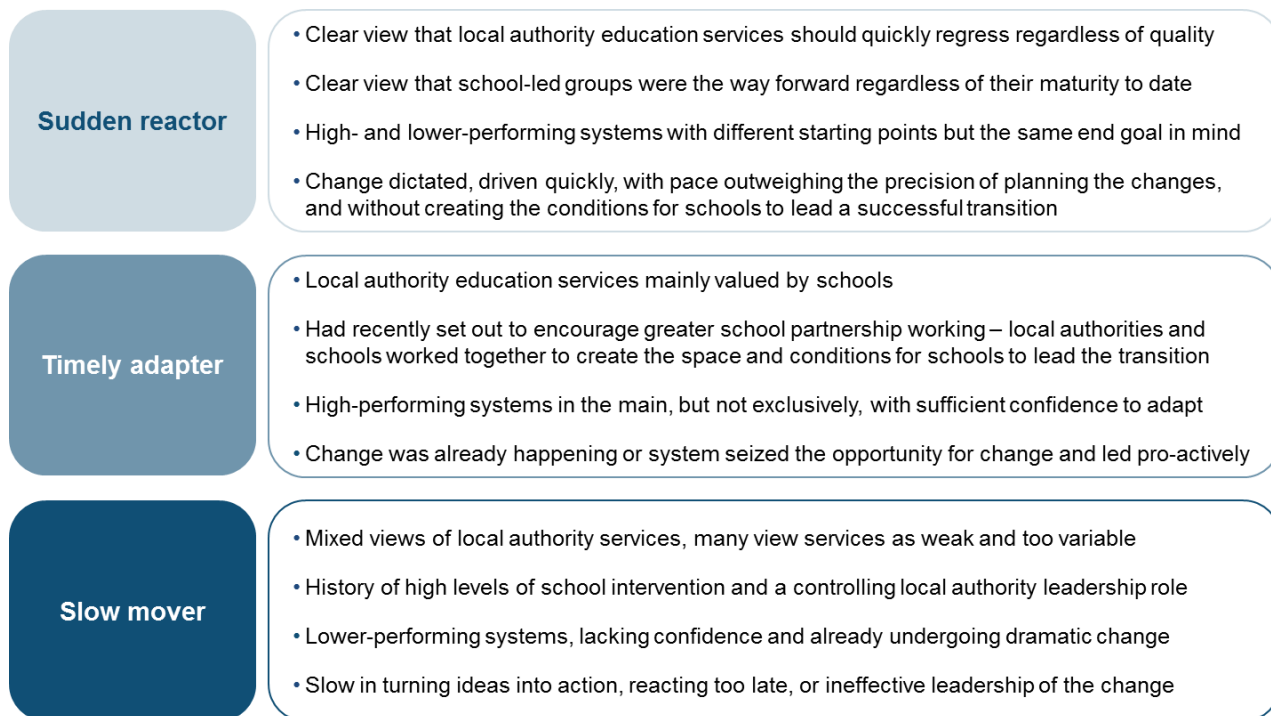 Sudden reactor
• Clear view that local authority education services should quickly regress regardless of quality
• Clear view that school-led groups were the way forward regardless of their maturity to date
• High- and lower-performing systems with different starting points but the same end goal in mind
• Change dictated, driven quickly, with pace outweighing the precision of planning the changes,
and without creating the conditions for schools to lead a successful transition
Timely adapter
• Local authority education services mainly valued by schools
• Had recently set out to encourage greater school partnership working – local authorities and
schools worked together to create the space and conditions for schools to lead the transition
• High-performing systems in the main, but not exclusively, with sufficient confidence to adapt
• Change was already happening or system seized the opportunity for change and led pro-actively
Slow mover
• Mixed views of local authority services, many view services as weak and too variable
• History of high levels of school intervention and a controlling local authority leadership role
• Lower-performing systems, lacking confidence and already undergoing dramatic change
• Slow in turning ideas into action, reacting too late, or ineffective leadership of the change